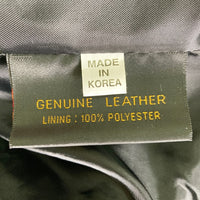 MADE
IN
KOREA
GENUINE LEATHER
LINING : 100% POLYESTER